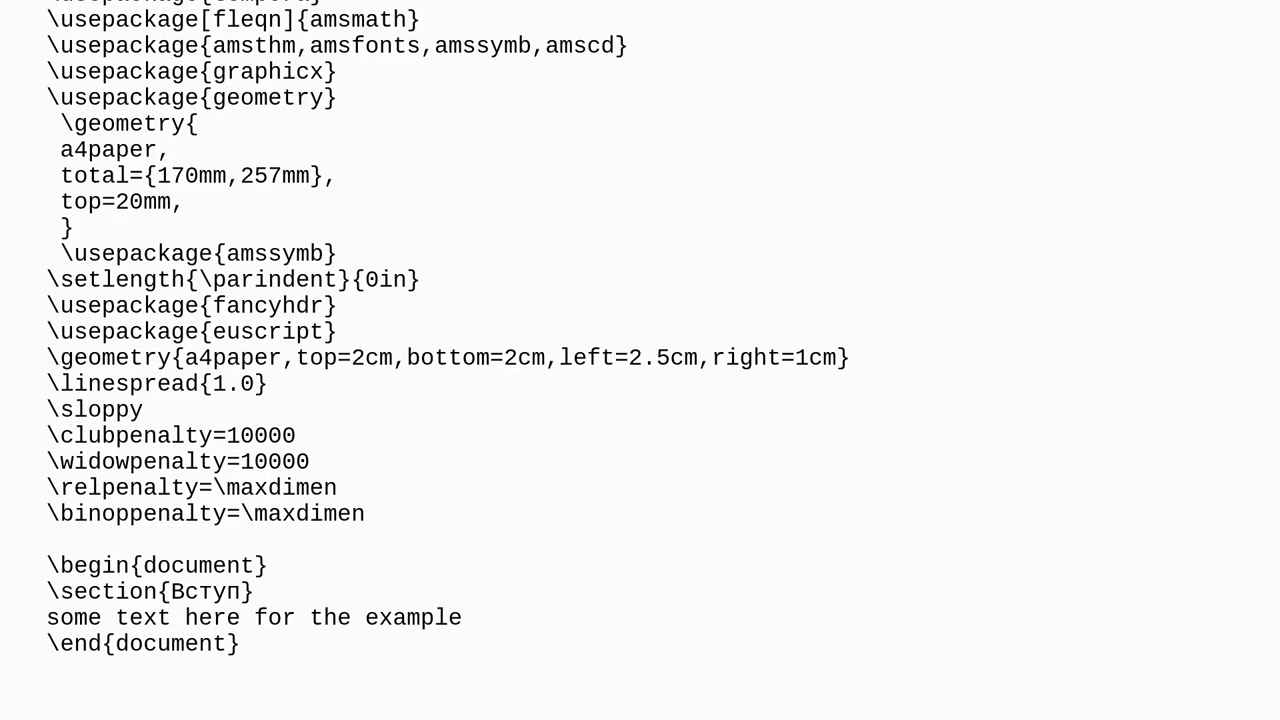 \usepackage[fleqn]{amsmath}
\usepackage{amsthm,amsfonts,amssymb,amscd}
\usepackage{graphicx}
\usepackage{geometry}
 \geometry{
 a4paper,
 total={170mm,257mm},
 top=20mm,
 }
 \usepackage{amssymb}
\setlength{\parindent}{0in}
\usepackage{fancyhdr}
\usepackage{euscript}
\geometry{a4paper,top=2cm,bottom=2cm,left=2.5cm,right=1cm}
\linespread{1.0}
\sloppy
\clubpenalty=10000
\widowpenalty=10000
\relpenalty=\maxdimen
\binoppenalty=\maxdimen

\begin{document}
\section{Вступ}
some text here for the example
\end{document}